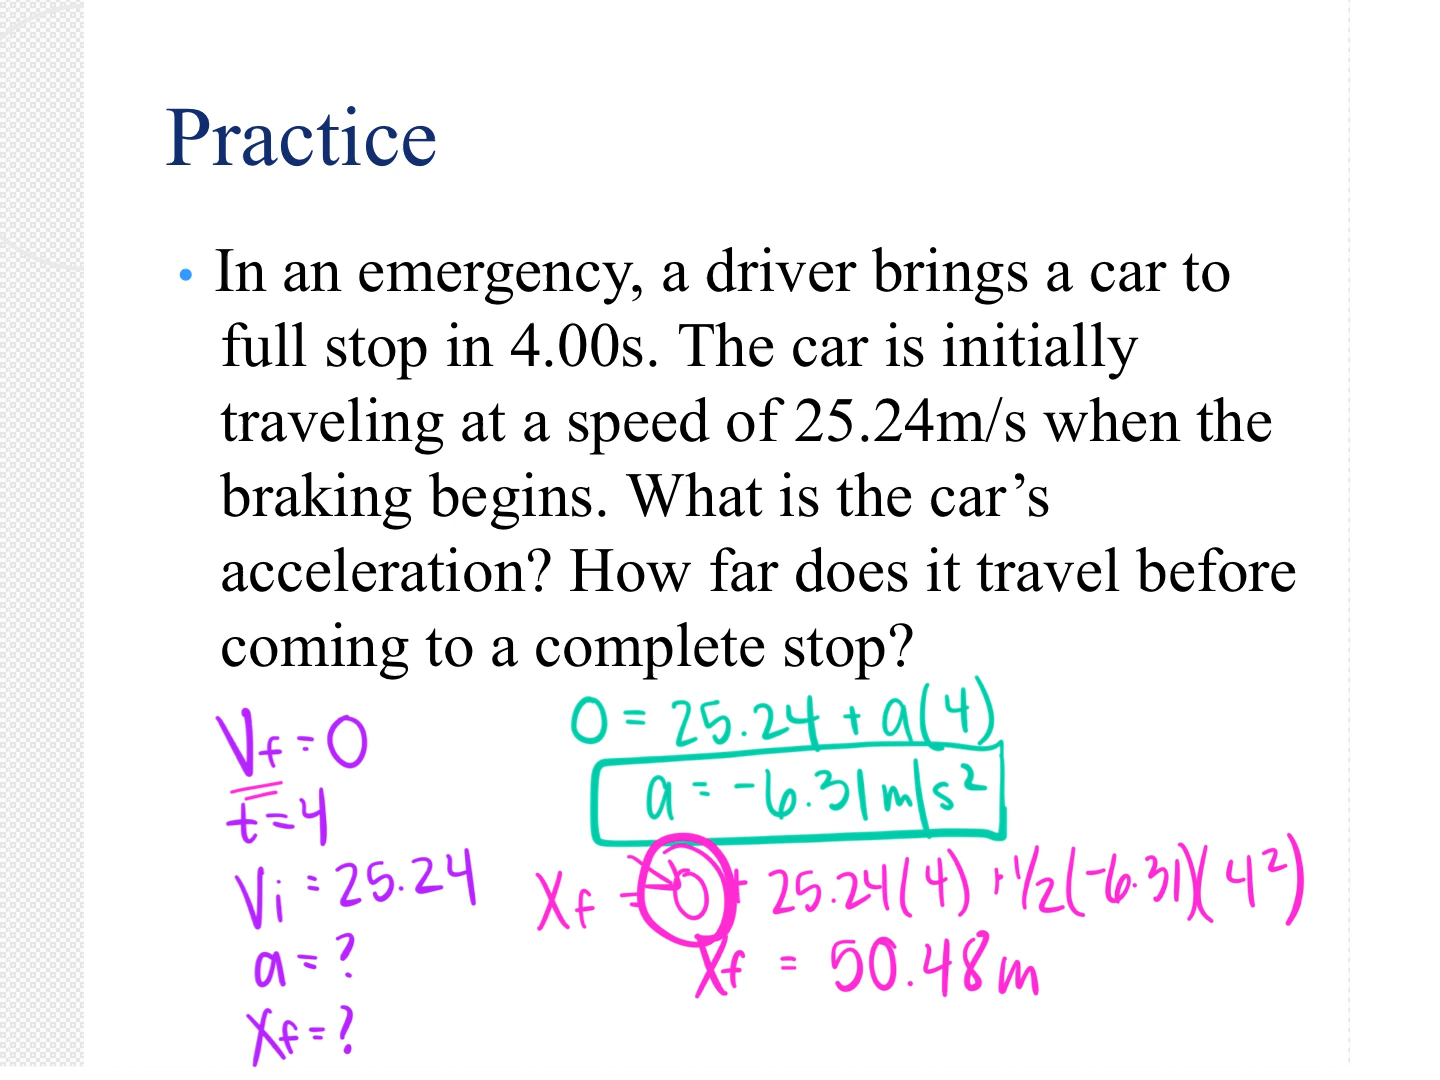 Practice
• In an emergency, a driver brings a car to
full stop in 4.00s. The car is initially
traveling at a speed of 25.24m/s when the
braking begins. What is the car’s
acceleration? How far does it travel before
coming to a complete stop?
Vf = 0
t = 4
Vi = 25.24
a = ?
Xf = ?
0 = 25.24 + a(4)
a = -6.31 m/s²
Xf = 0 + 25.24(4) + 1/2(-6.31)(4²)
Xf = 50.48 m